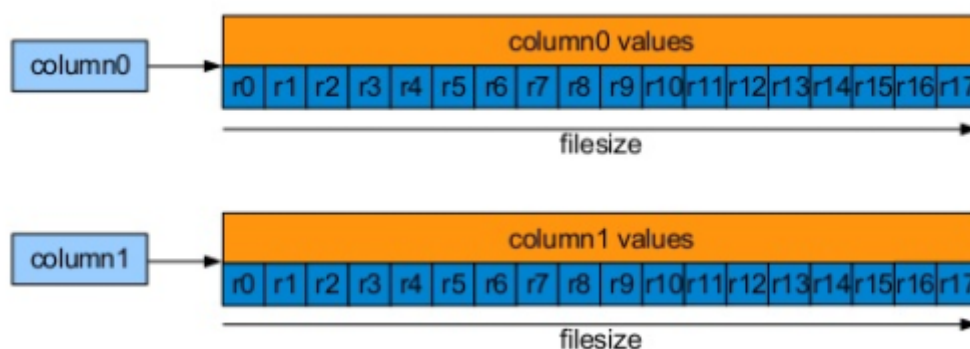 column0 values
column0
r0 r1 r2 r3 r4 r5 r6 r7 r8 r9 r10 r11 r12 r13 r14 r15 r16 r17
filesize
column1 values
column1
r0 r1 r2 r3 r4 r5 r6 r7 r8 r9 r10 r11 r12 r13 r14 r15 r16 r17
filesize